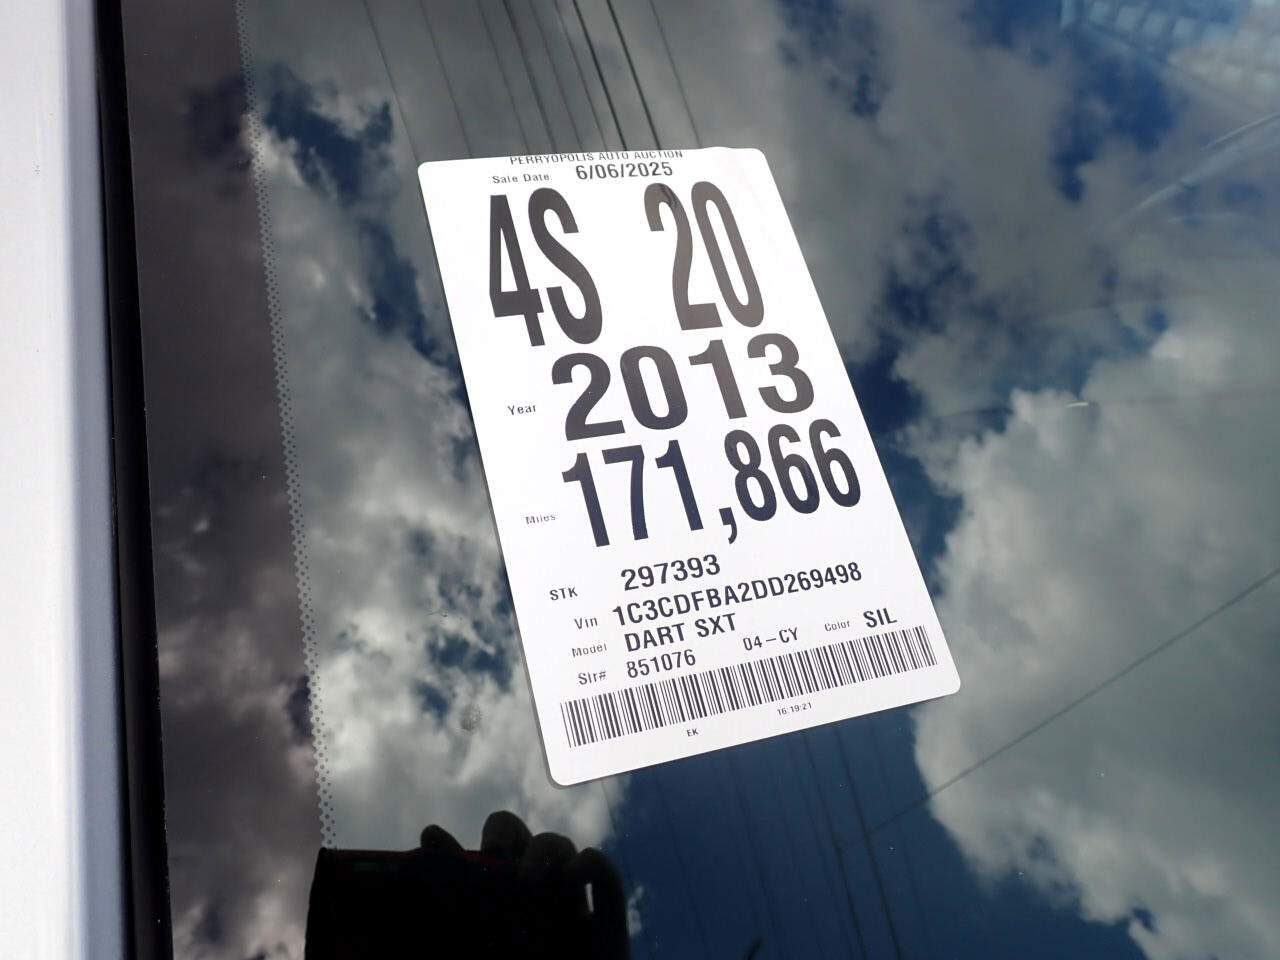 PERRYOPOLIS AUTO AUCTION
Sale Date 6/06/2025
4S 20
Year 2013
Miles 171,866
STK 297393
Vin 1C3CDFBA2DD269498
Model DART SXT
Slr# 851076 04-CY Color SIL
EK 16:19:21